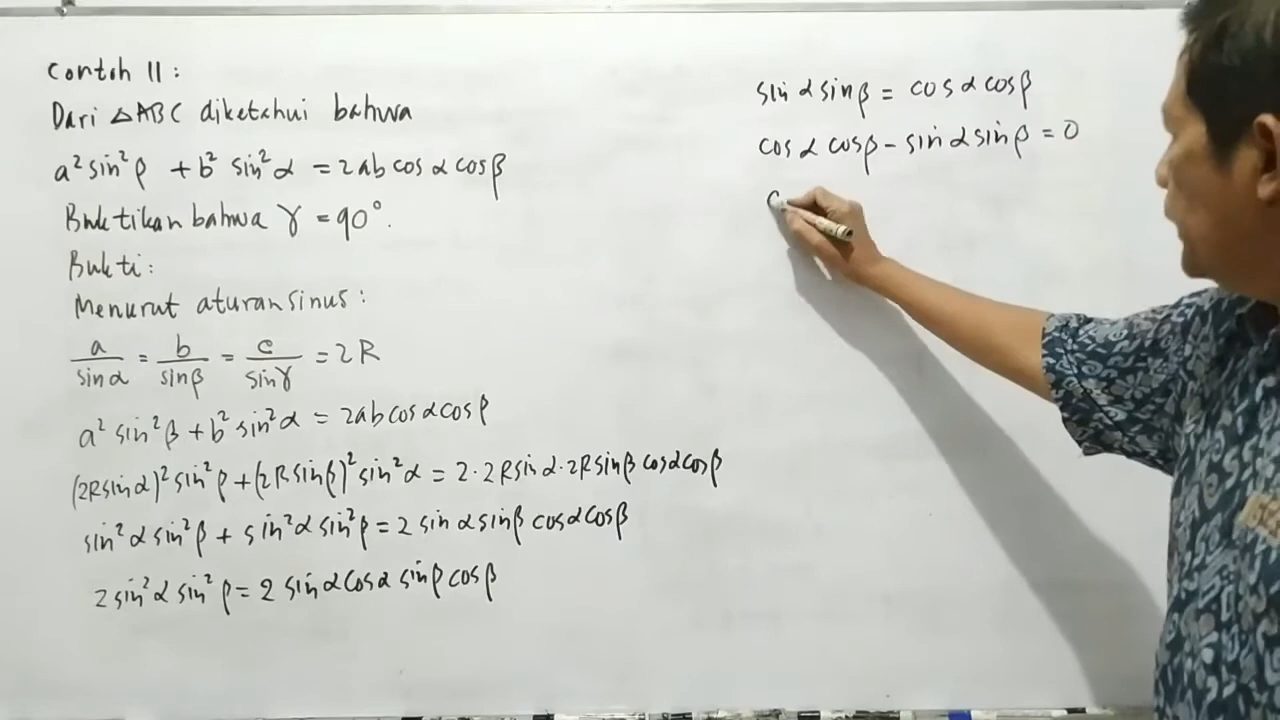 Contoh 11:
Dari △ABC diketahui bahwa
a² sin² β + b² sin² α = 2ab cos α cos β
Buktikan bahwa γ = 90°.
Bukti:
Menurut aturan sinus:
a/sin α = b/sin β = c/sin γ = 2R
a² sin² β + b² sin² α = 2ab cos α cos β
(2R sin α)² sin² β + (2R sin β)² sin² α = 2·2R sin α·2R sin β cos α cos β
sin² α sin² β + sin² α sin² β = 2 sin α sin β cos α cos β
2 sin² α sin² β = 2 sin α cos α sin β cos β
sin α sin β = cos α cos β
cos α cos β - sin α sin β = 0
c